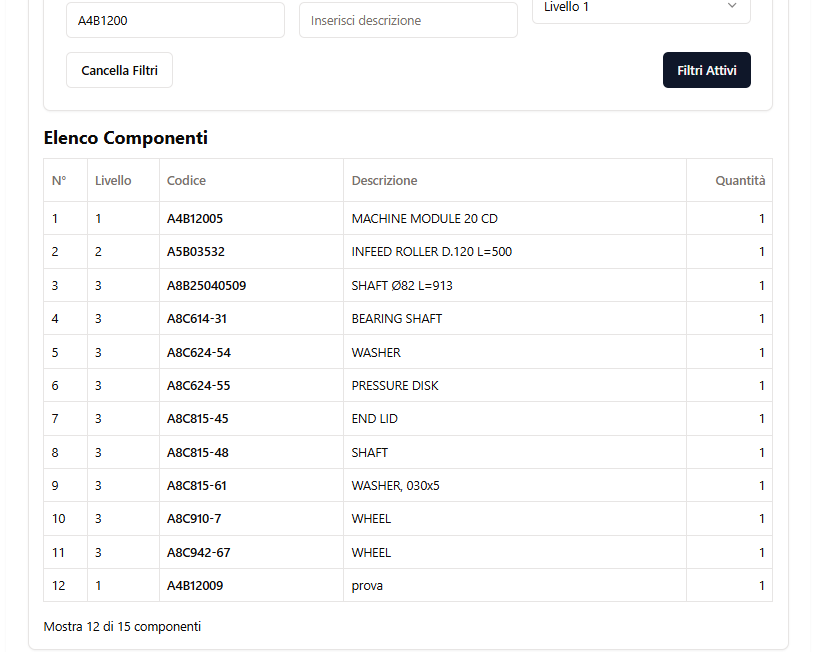 A4B1200 Inserisci descrizione Livello 1
Cancella Filtri Filtri Attivi
Elenco Componenti
N° Livello Codice Descrizione Quantità
1 1 A4B12005 MACHINE MODULE 20 CD 1
2 2 A5B03532 INFEED ROLLER D.120 L=500 1
3 3 A8B25040509 SHAFT Ø82 L=913 1
4 3 A8C614-31 BEARING SHAFT 1
5 3 A8C624-54 WASHER 1
6 3 A8C624-55 PRESSURE DISK 1
7 3 A8C815-45 END LID 1
8 3 A8C815-48 SHAFT 1
9 3 A8C815-61 WASHER, 030x5 1
10 3 A8C910-7 WHEEL 1
11 3 A8C942-67 WHEEL 1
12 1 A4B12009 prova 1
Mostra 12 di 15 componenti